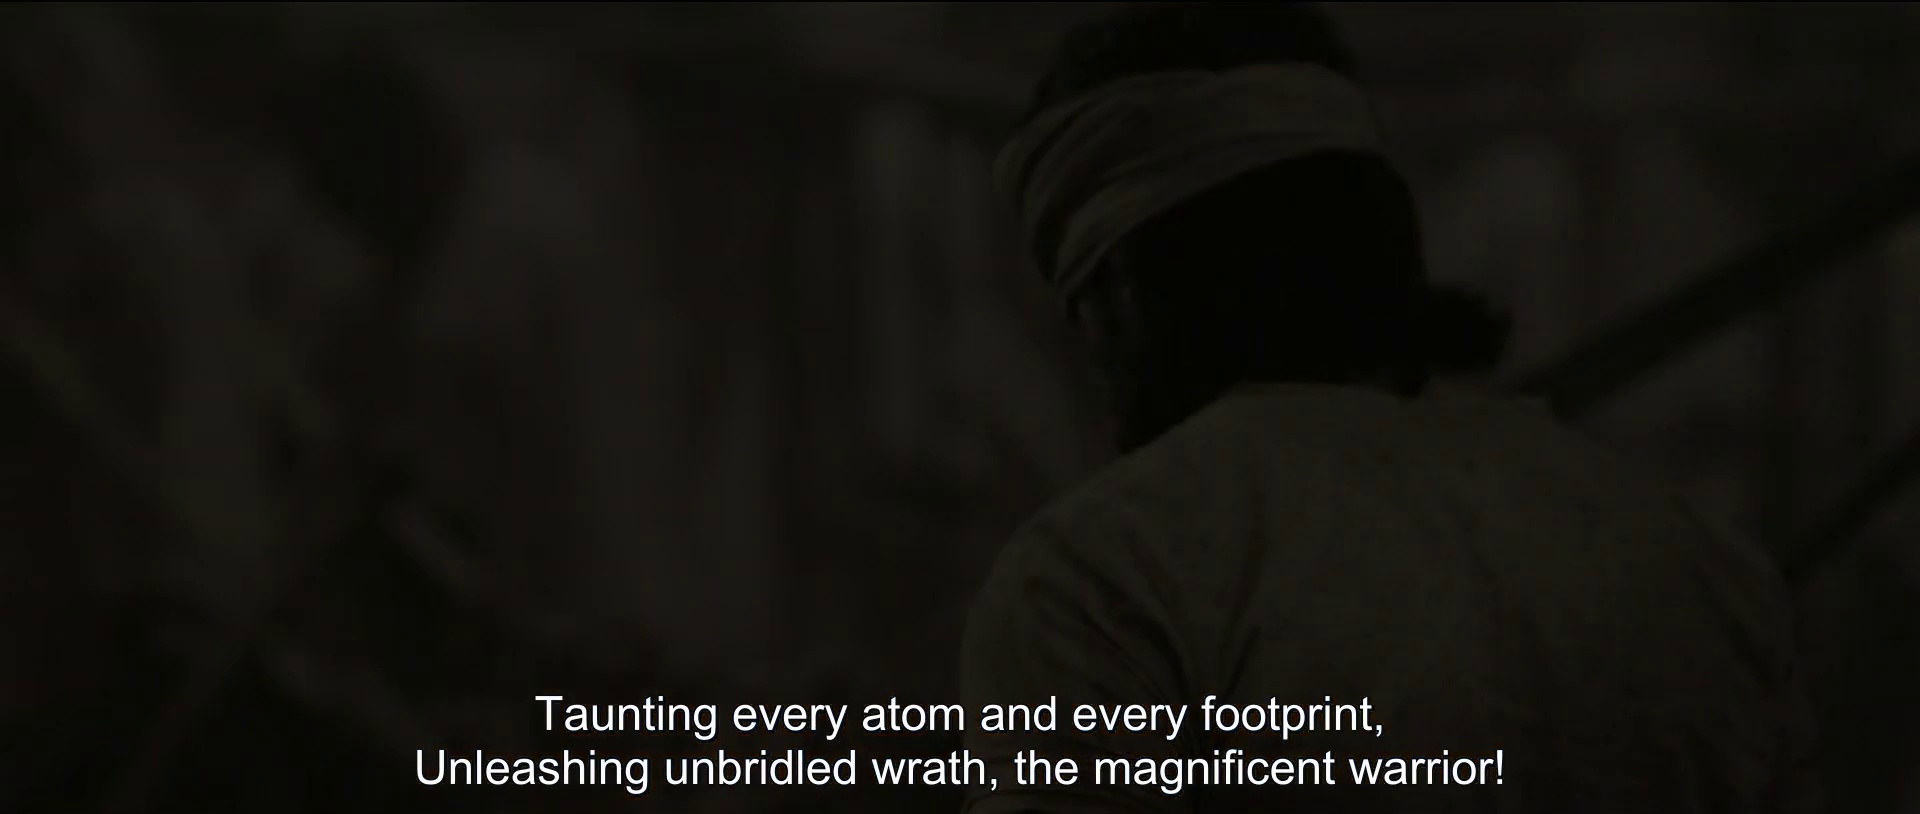 Taunting every atom and every footprint,
Unleashing unbridled wrath, the magnificent warrior!